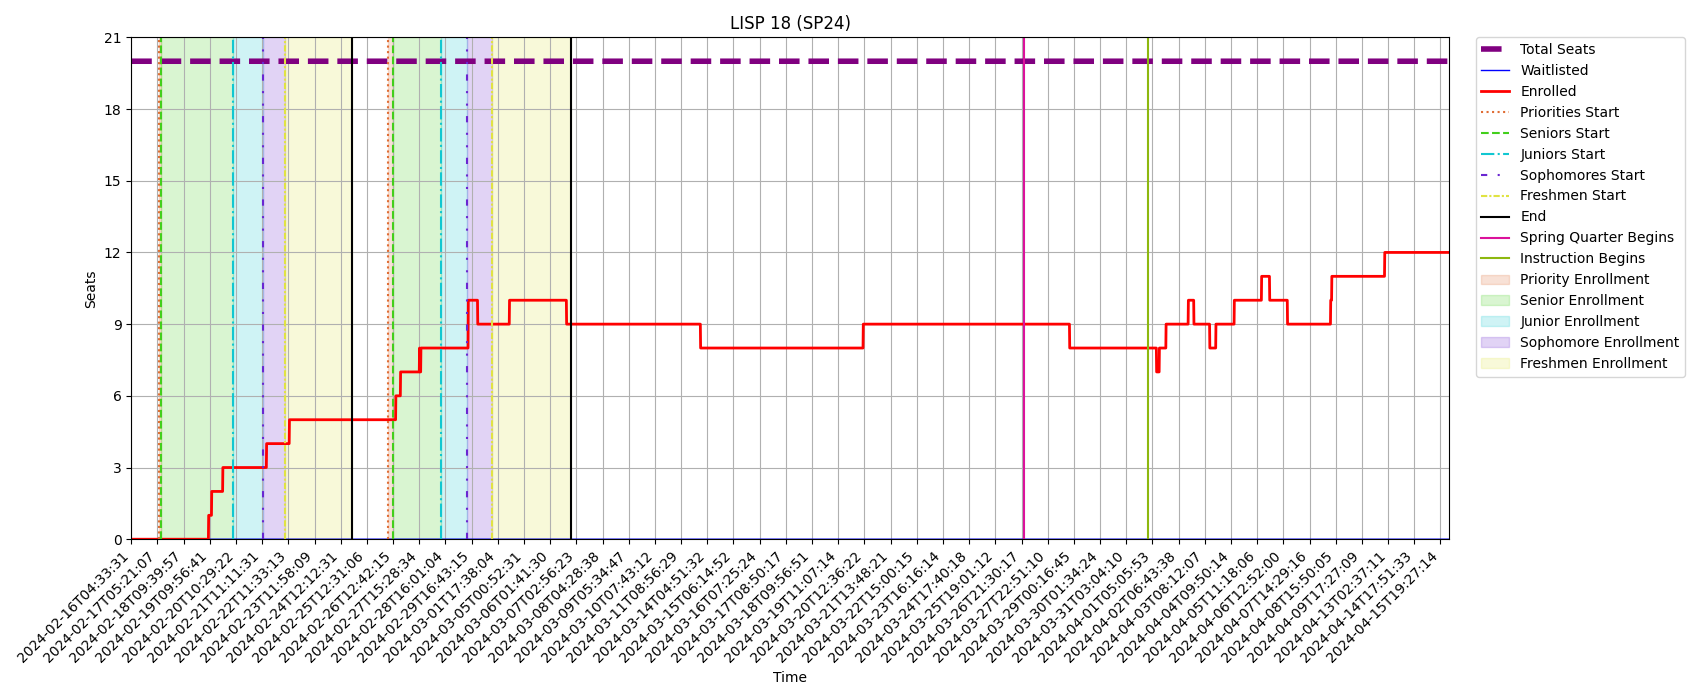 LISP 18 (SP24)
Seats
21
18
15
12
9
6
3
0
2024-02-16T04:33:31
2024-02-17T05:21:07
2024-02-18T09:39:57
2024-02-19T09:56:41
2024-02-20T10:29:22
2024-02-21T11:11:31
2024-02-22T11:33:13
2024-02-23T11:58:09
2024-02-24T12:12:31
2024-02-25T12:31:06
2024-02-26T12:42:15
2024-02-27T15:28:34
2024-02-28T16:01:04
2024-02-29T16:43:15
2024-03-01T17:38:04
2024-03-05T00:52:31
2024-03-06T01:41:30
2024-03-07T02:56:23
2024-03-08T04:28:38
2024-03-09T05:34:47
2024-03-10T07:43:12
2024-03-11T08:56:29
2024-03-14T04:51:32
2024-03-15T06:14:52
2024-03-16T07:25:24
2024-03-17T08:50:17
2024-03-18T09:56:51
2024-03-19T11:07:14
2024-03-20T12:36:22
2024-03-21T13:48:21
2024-03-22T15:00:15
2024-03-23T16:16:14
2024-03-24T17:40:18
2024-03-25T19:01:12
2024-03-26T21:30:17
2024-03-27T22:51:10
2024-03-29T00:16:45
2024-03-30T01:34:24
2024-03-31T03:04:10
2024-04-01T05:05:53
2024-04-02T06:43:38
2024-04-03T08:12:07
2024-04-04T09:50:14
2024-04-05T11:18:06
2024-04-06T12:52:00
2024-04-07T14:29:16
2024-04-08T15:50:05
2024-04-09T17:27:09
2024-04-13T02:37:11
2024-04-14T17:51:33
2024-04-15T19:27:14
Time
Total Seats
Waitlisted
Enrolled
Priorities Start
Seniors Start
Juniors Start
Sophomores Start
Freshmen Start
End
Spring Quarter Begins
Instruction Begins
Priority Enrollment
Senior Enrollment
Junior Enrollment
Sophomore Enrollment
Freshmen Enrollment